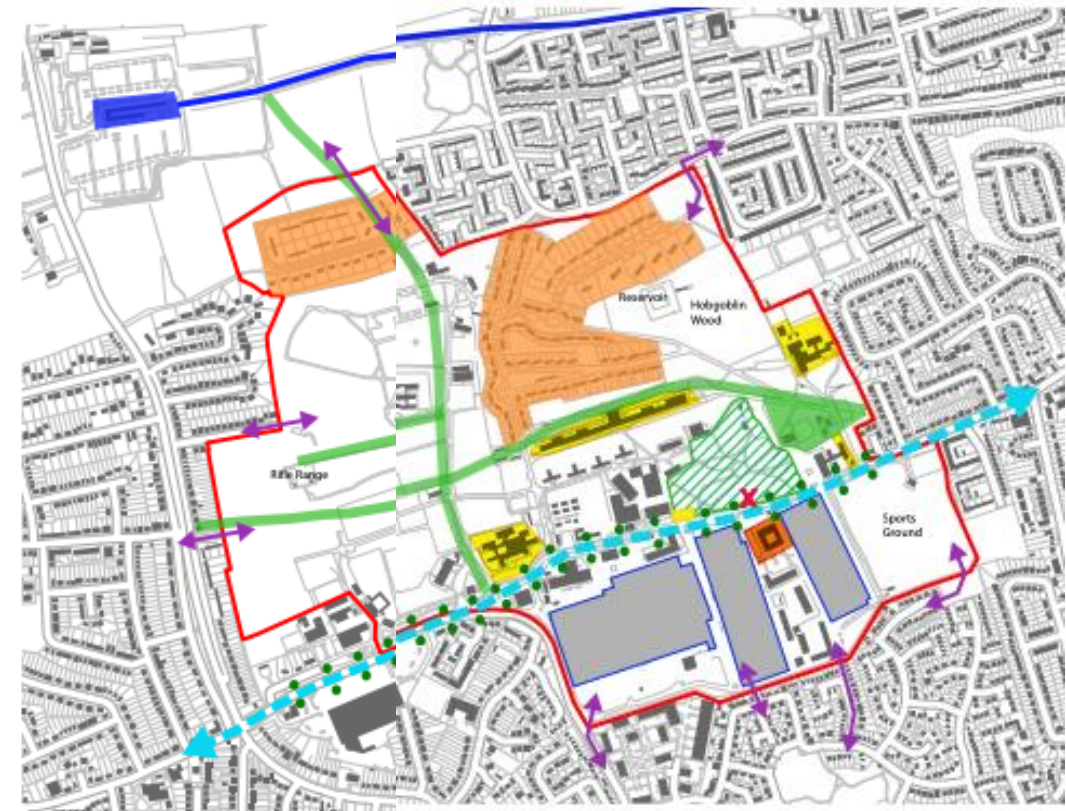 Reservoir
Hobgoblin
Wood
Rifle Range
Sports
Ground
X